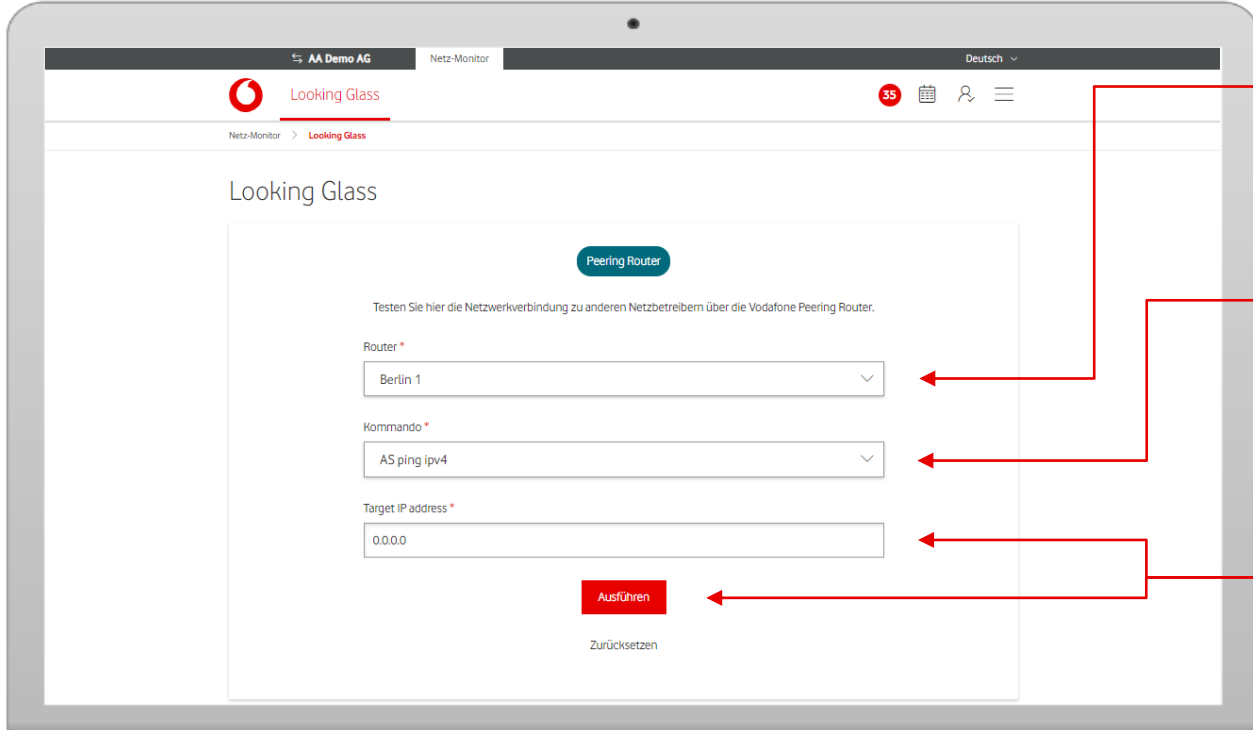 AA Demo AG Netz-Monitor Deutsch
Looking Glass 35
Netz-Monitor > Looking Glass
Looking Glass
Peering Router
Testen Sie hier die Netzwerkverbindung zu anderen Netzbetreibern über die Vodafone Peering Router.
Router *
Berlin 1
Kommando *
AS ping ipv4
Target IP address *
0.0.0.0
Ausführen
Zurücksetzen